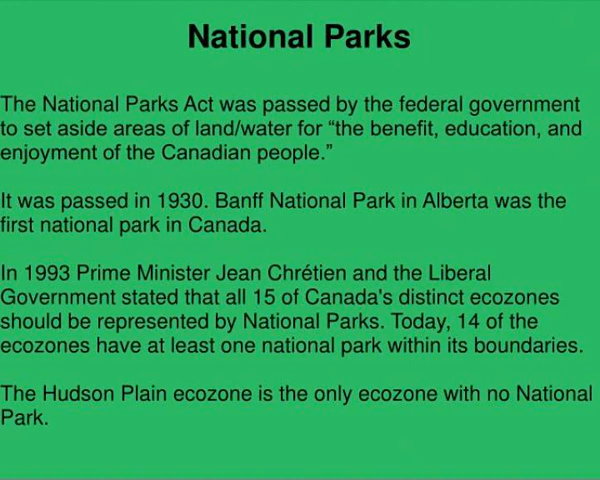 National Parks
The National Parks Act was passed by the federal government
to set aside areas of land/water for “the benefit, education, and
enjoyment of the Canadian people.”
It was passed in 1930. Banff National Park in Alberta was the
first national park in Canada.
In 1993 Prime Minister Jean Chrétien and the Liberal
Government stated that all 15 of Canada's distinct ecozones
should be represented by National Parks. Today, 14 of the
ecozones have at least one national park within its boundaries.
The Hudson Plain ecozone is the only ecozone with no National
Park.